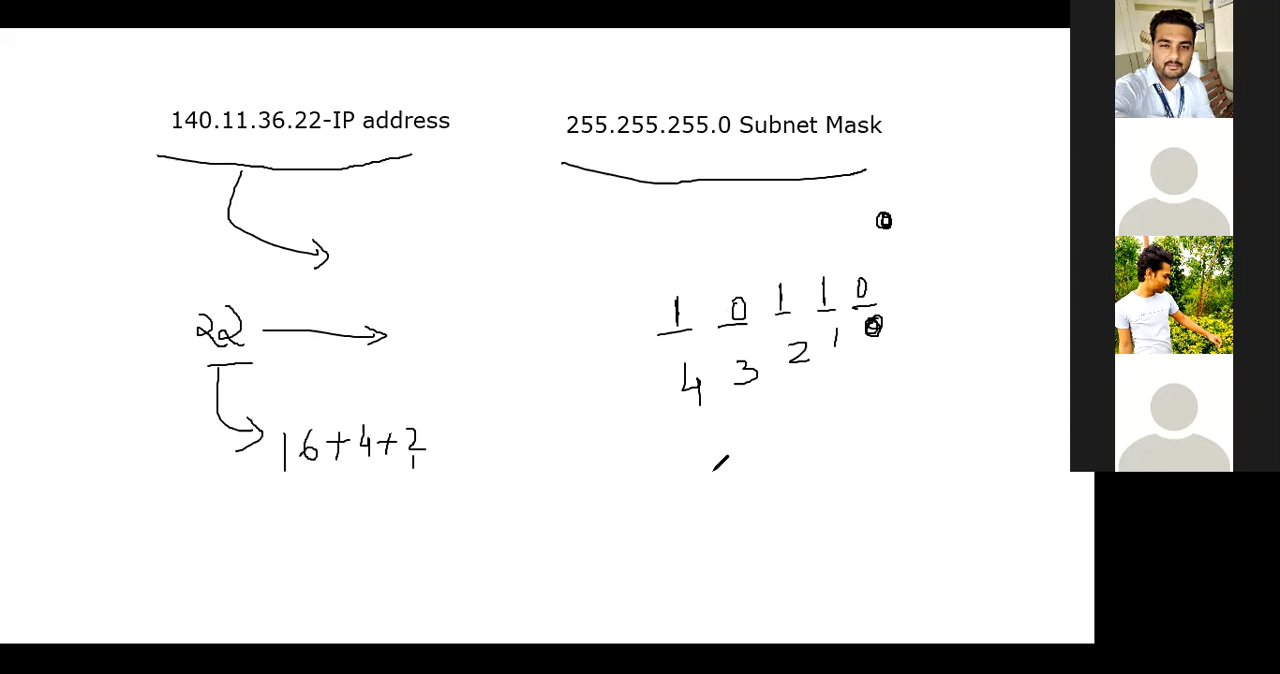 140.11.36.22-IP address
255.255.255.0 Subnet Mask
0
1 0 1 1 0
22
4 3 2 1 0
16+4+2